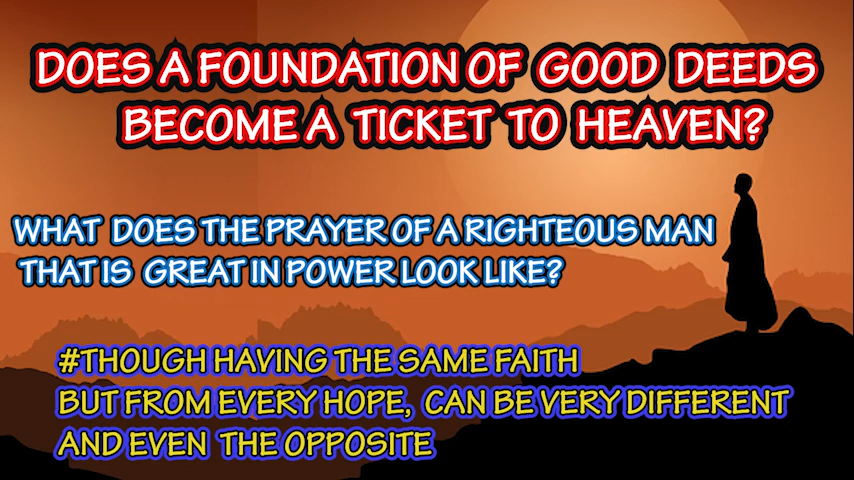 DOES A FOUNDATION OF GOOD DEEDS
BECOME A TICKET TO HEAVEN?
WHAT DOES THE PRAYER OF A RIGHTEOUS MAN
THAT IS GREAT IN POWER LOOK LIKE?
#THOUGH HAVING THE SAME FAITH
BUT FROM EVERY HOPE, CAN BE VERY DIFFERENT
AND EVEN THE OPPOSITE